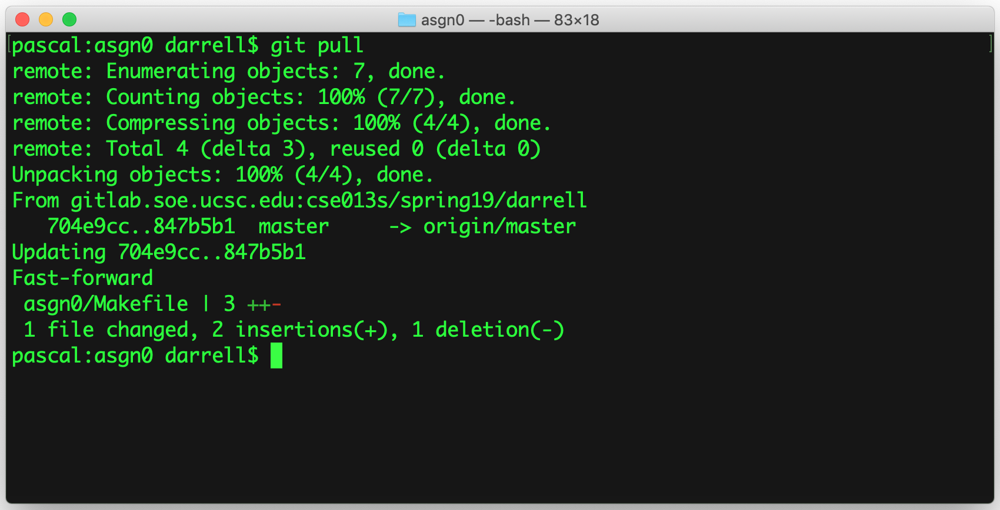 asgn0 — -bash — 83×18
pascal:asgn0 darrell$ git pull
remote: Enumerating objects: 7, done.
remote: Counting objects: 100% (7/7), done.
remote: Compressing objects: 100% (4/4), done.
remote: Total 4 (delta 3), reused 0 (delta 0)
Unpacking objects: 100% (4/4), done.
From gitlab.soe.ucsc.edu:cse013s/spring19/darrell
   704e9cc..847b5b1  master     -> origin/master
Updating 704e9cc..847b5b1
Fast-forward
 asgn0/Makefile | 3 ++-
 1 file changed, 2 insertions(+), 1 deletion(-)
pascal:asgn0 darrell$